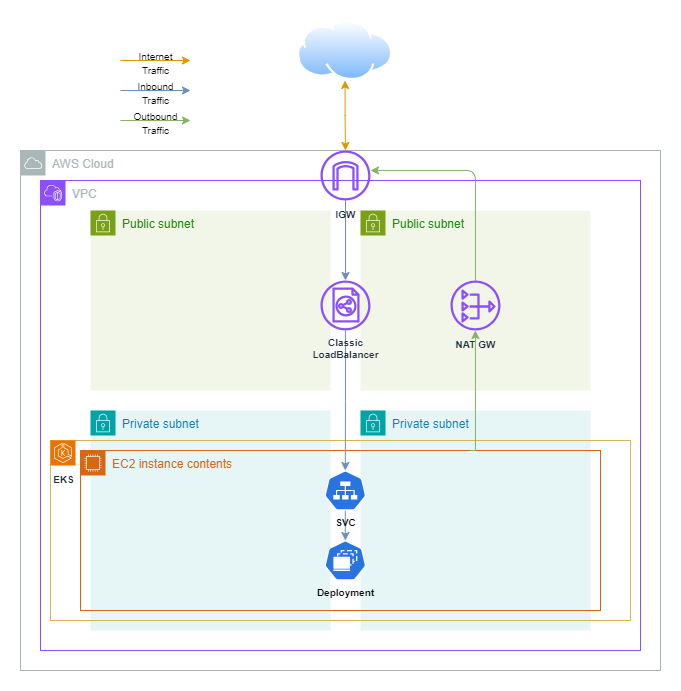 Internet
Traffic
Inbound
Traffic
Outbound
Traffic
AWS Cloud
VPC
IGW
Public subnet
Public subnet
Classic
LoadBalancer
NAT GW
Private subnet
Private subnet
EKS
EC2 instance contents
SVC
Deployment